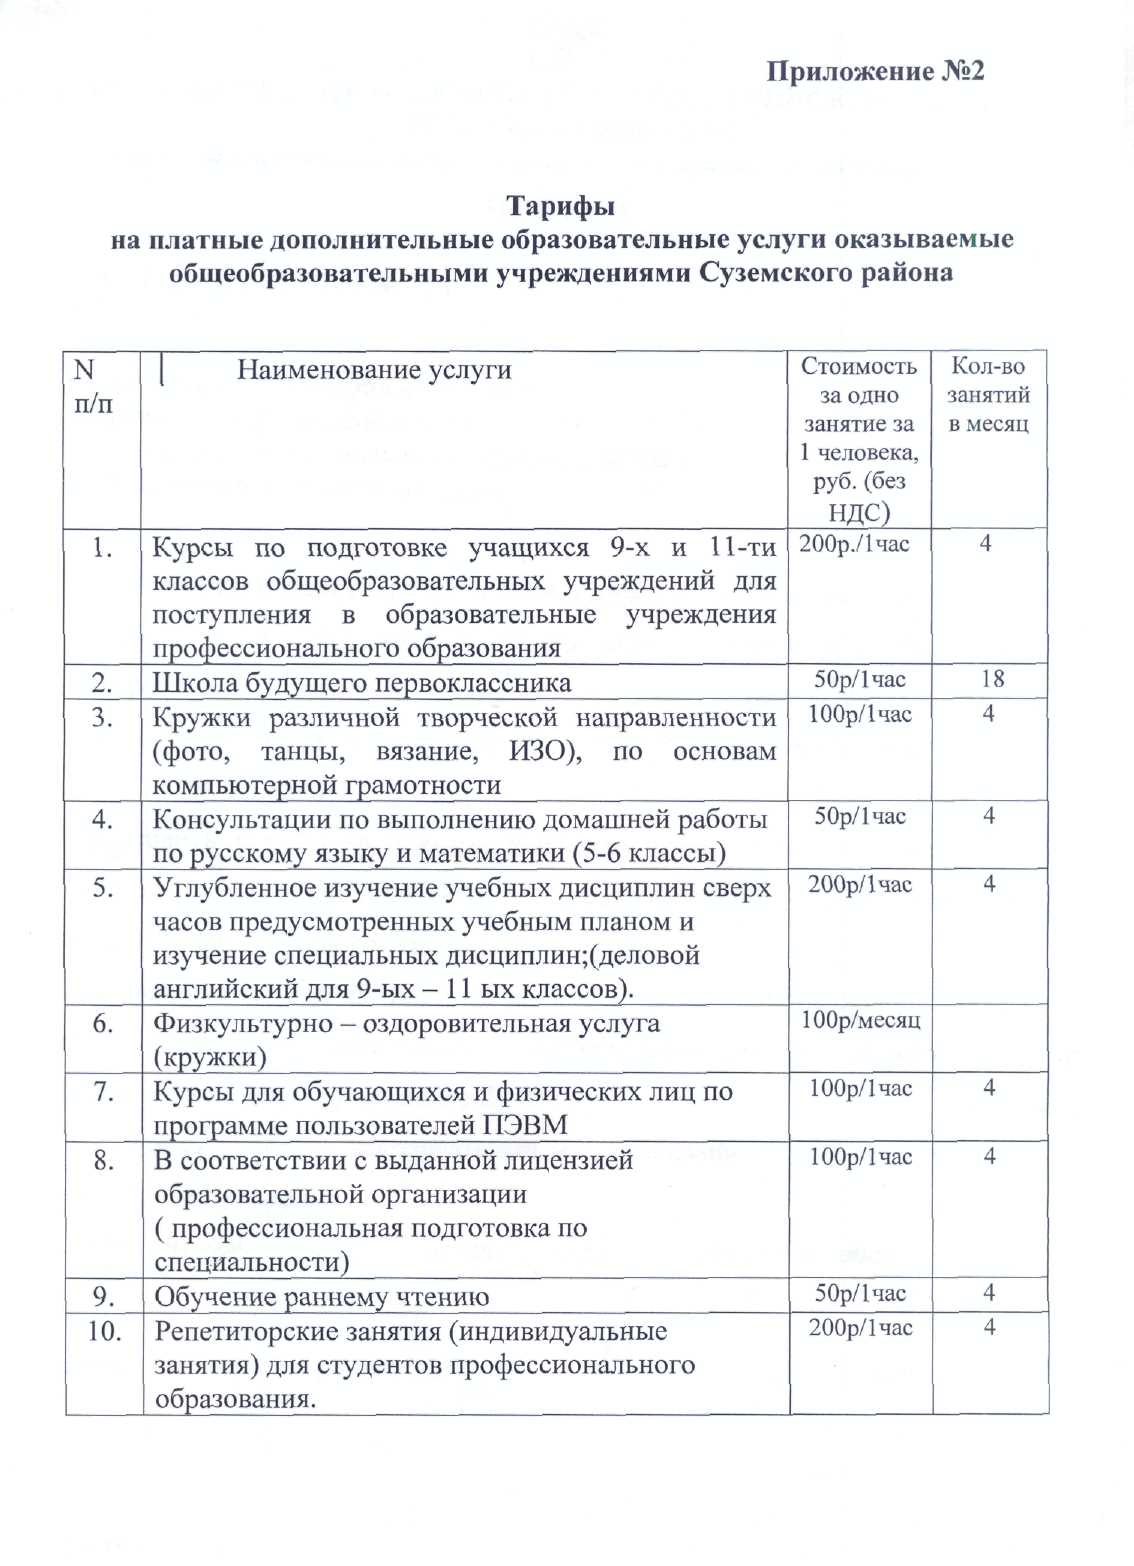 Приложение №2
Тарифы
на платные дополнительные образовательные услуги оказываемые
общеобразовательными учреждениями Суземского района
N
п/п
Наименование услуги
Стоимость
за одно
занятие за
1 человека,
руб. (без
НДС)
Кол-во
занятий
в месяц
1.
Курсы по подготовке учащихся 9-х и 11-ти
классов общеобразовательных учреждений для
поступления в образовательные учреждения
профессионального образования
200р./1час
4
2.
Школа будущего первоклассника
50р/1час
18
3.
Кружки различной творческой направленности
(фото, танцы, вязание, ИЗО), по основам
компьютерной грамотности
100р/1час
4
4.
Консультации по выполнению домашней работы
по русскому языку и математики (5-6 классы)
50р/1час
4
5.
Углубленное изучение учебных дисциплин сверх
часов предусмотренных учебным планом и
изучение специальных дисциплин;(деловой
английский для 9-ых – 11 ых классов).
200р/1час
4
6.
Физкультурно – оздоровительная услуга
(кружки)
100р/месяц
7.
Курсы для обучающихся и физических лиц по
программе пользователей ПЭВМ
100р/1час
4
8.
В соответствии с выданной лицензией
образовательной организации
( профессиональная подготовка по
специальности)
100р/1час
4
9.
Обучение раннему чтению
50р/1час
4
10.
Репетиторские занятия (индивидуальные
занятия) для студентов профессионального
образования.
200р/1час
4